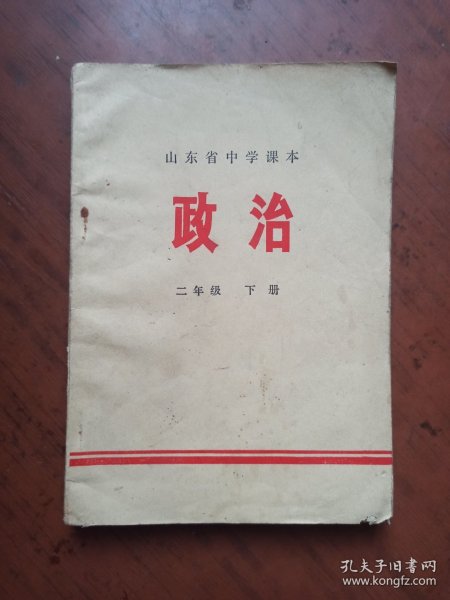 山东省中学课本
政治
二年级 下册
孔夫子旧书网
www.kongfz.com